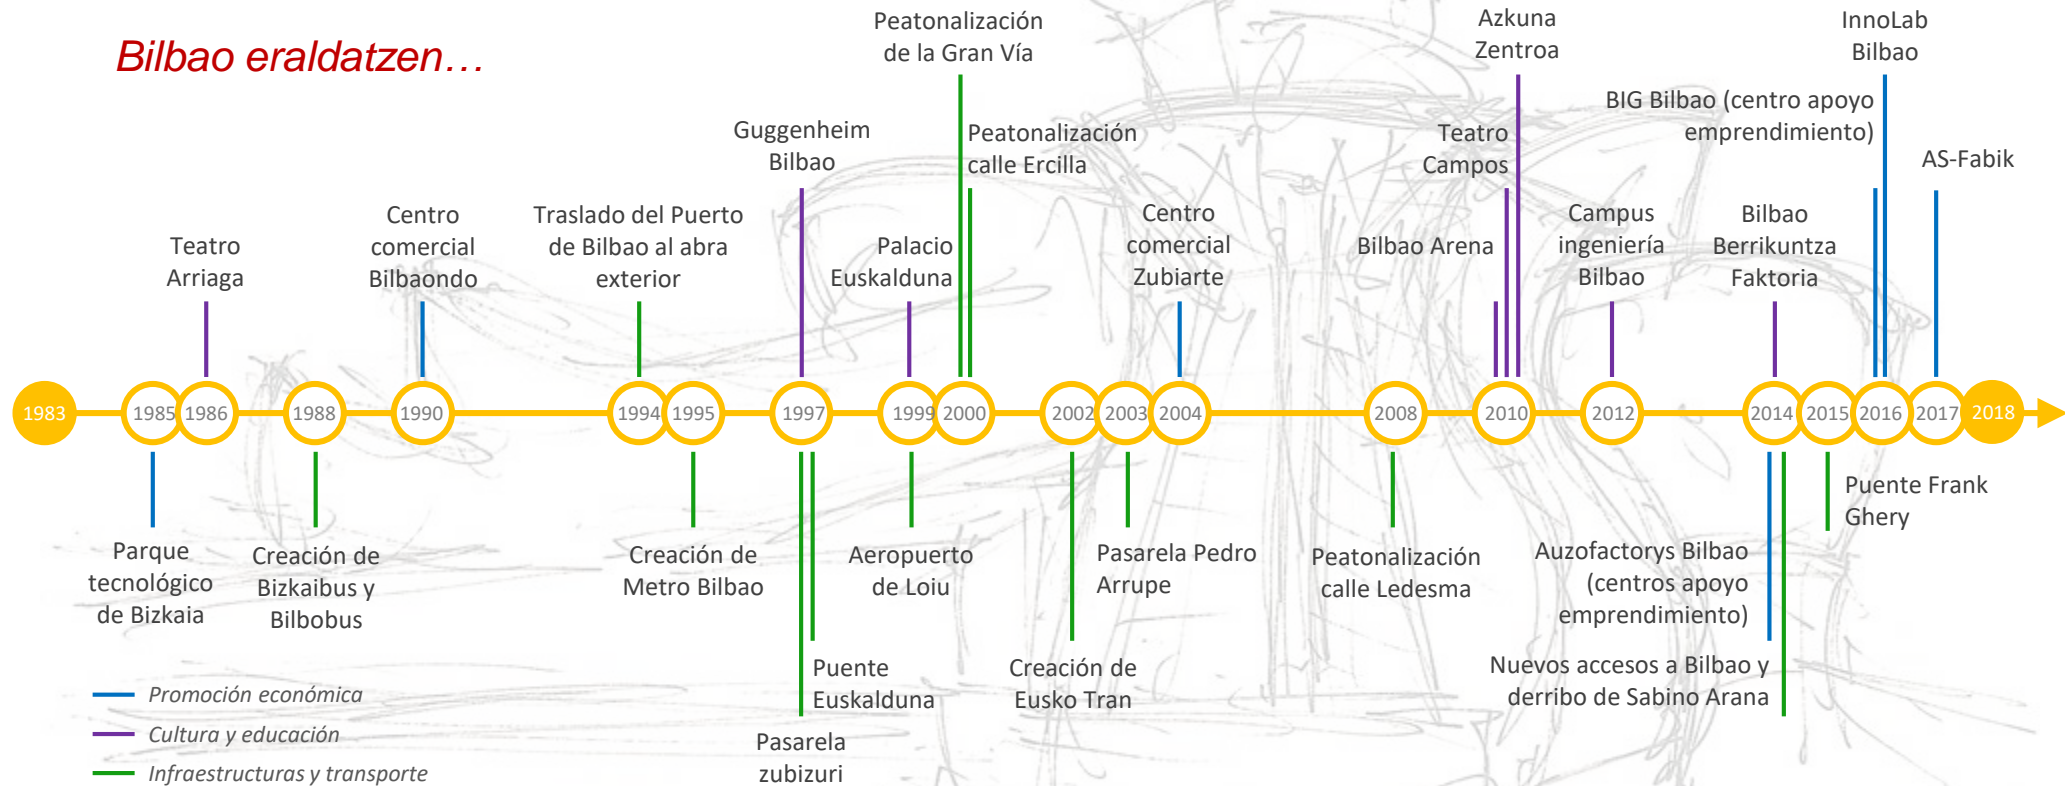 Bilbao eraldatzen…
Peatonalización
de la Gran Vía
Azkuna
Zentroa
InnoLab
Bilbao
Guggenheim
Bilbao
Peatonalización
calle Ercilla
Teatro
Campos
BIG Bilbao (centro apoyo
emprendimiento)
AS-Fabik
Teatro
Arriaga
Centro
comercial
Bilbaondo
Traslado del Puerto
de Bilbao al abra
exterior
Palacio
Euskalduna
Centro
comercial
Zubiarte
Bilbao Arena
Campus
ingeniería
Bilbao
Bilbao
Berrikuntza
Faktoria
1983
1985
1986
1988
1990
1994
1995
1997
1999
2000
2002
2003
2004
2008
2010
2012
2014
2015
2016
2017
2018
Parque
tecnológico
de Bizkaia
Creación de
Bizkaibus y
Bilbobus
Creación de
Metro Bilbao
Aeropuerto
de Loiu
Pasarela Pedro
Arrupe
Peatonalización
calle Ledesma
Auzofactorys Bilbao
(centros apoyo
emprendimiento)
Puente Frank
Ghery
Puente
Euskalduna
Creación de
Eusko Tran
Nuevos accesos a Bilbao y
derribo de Sabino Arana
Pasarela
zubizuri
Promoción económica
Cultura y educación
Infraestructuras y transporte